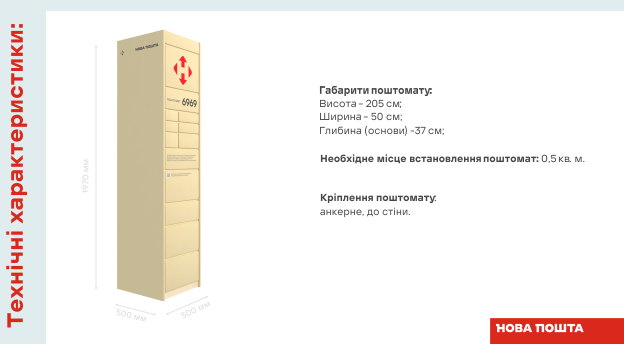 Технічні характеристики:
НОВА ПОШТА
6969
1970 мм
500 мм
500 мм
Габарити поштомату:
Висота - 205 см;
Ширина - 50 см;
Глибина (основи) -37 см;
Необхідне місце встановлення поштомат: 0,5 кв. м.
Кріплення поштомату:
анкерне, до стіни.
НОВА ПОШТА